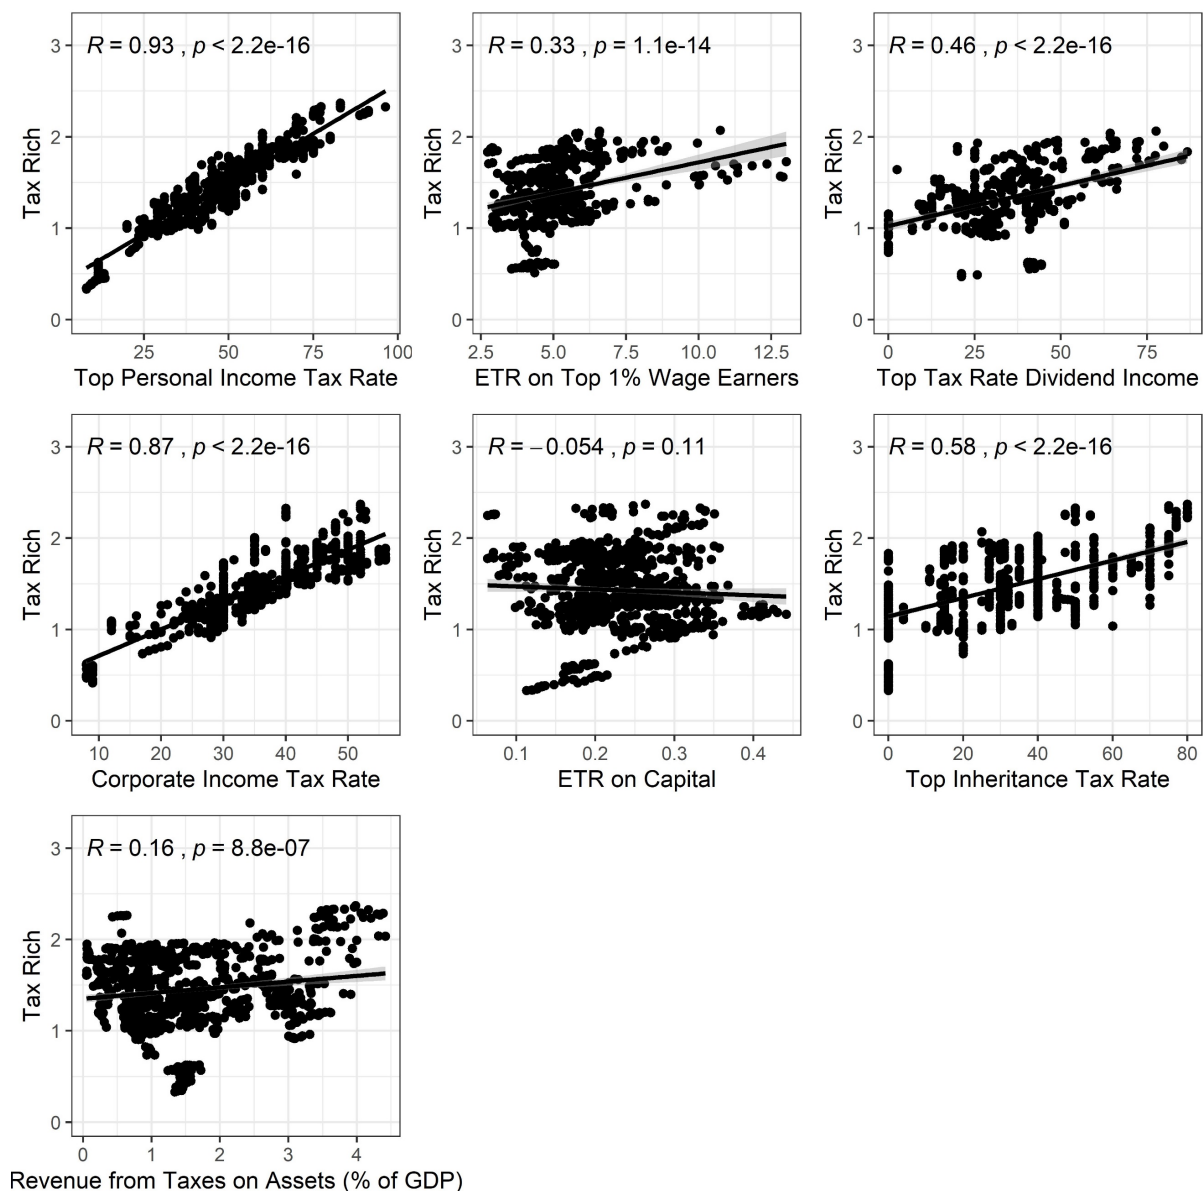 R = 0.93 , p < 2.2e-16
3
2
1
0
Tax Rich
25 50 75 100
Top Personal Income Tax Rate
R = 0.33 , p = 1.1e-14
3
2
1
0
Tax Rich
2.5 5.0 7.5 10.0 12.5
ETR on Top 1% Wage Earners
R = 0.46 , p < 2.2e-16
3
2
1
0
Tax Rich
0 25 50 75
Top Tax Rate Dividend Income
R = 0.87 , p < 2.2e-16
3
2
1
0
Tax Rich
10 20 30 40 50
Corporate Income Tax Rate
R = −0.054 , p = 0.11
3
2
1
0
Tax Rich
0.1 0.2 0.3 0.4
ETR on Capital
R = 0.58 , p < 2.2e-16
3
2
1
0
Tax Rich
0 20 40 60 80
Top Inheritance Tax Rate
R = 0.16 , p = 8.8e-07
3
2
1
0
Tax Rich
0 1 2 3 4
Revenue from Taxes on Assets (% of GDP)